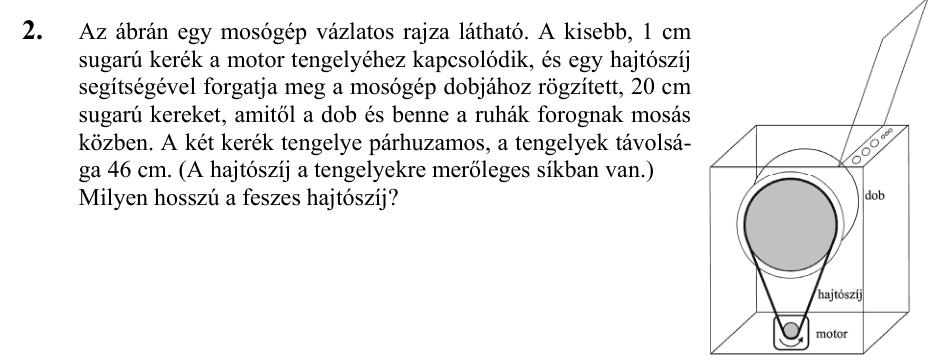 2. Az ábrán egy mosógép vázlatos rajza látható. A kisebb, 1 cm
sugarú kerék a motor tengelyéhez kapcsolódik, és egy hajtószíj
segítségével forgatja meg a mosógép dobjához rögzített, 20 cm
sugarú kereket, amitől a dob és benne a ruhák forognak mosás
közben. A két kerék tengelye párhuzamos, a tengelyek távolsá-
ga 46 cm. (A hajtószíj a tengelyekre merőleges síkban van.)
Milyen hosszú a feszes hajtószíj?
dob
hajtószíj
motor